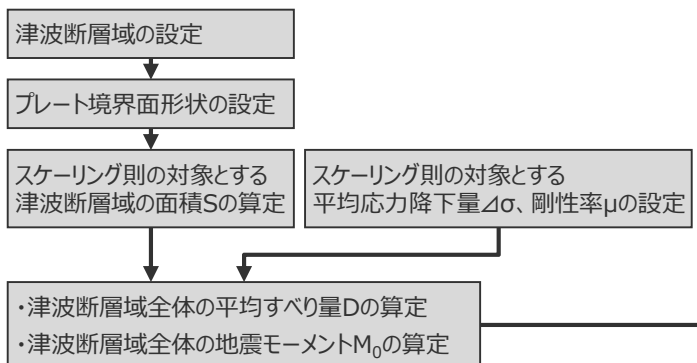 津波断層域の設定
プレート境界面形状の設定
スケーリング則の対象とする
津波断層域の面積Sの算定
スケーリング則の対象とする
平均応力降下量⊿σ、剛性率μの設定
・津波断層域全体の平均すべり量Dの算定
・津波断層域全体の地震モーメントM₀の算定